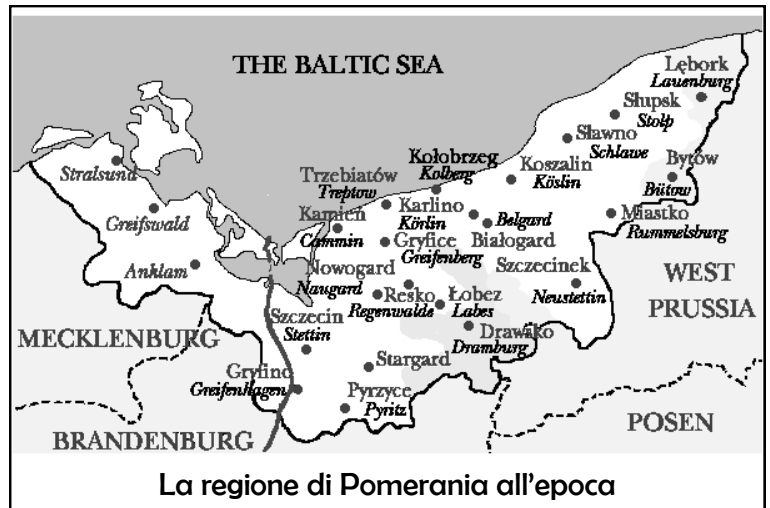 THE BALTIC SEA
Lębork
Lauenburg
Słupsk
Stolp
Sławno
Schlawe
Kołobrzeg
Kolberg
Koszalin
Köslin
Bytów
Bütow
Stralsund
Trzebiatów
Treptow
Karlino
Körlin
Belgard
Białogard
Miastko
Rummelsburg
Greifswald
Kamień
Cammin
Gryfice
Greifenberg
Anklam
Nowogard
Naugard
Resko
Regenwalde
Łobez
Labes
Szczecinek
Neustettin
WEST
PRUSSIA
Szczecin
Stettin
Drawsko
Dramburg
MECKLENBURG
Stargard
Gryfino
Greifenhagen
Pyrzyce
Pyritz
BRANDENBURG
POSEN
La regione di Pomerania all'epoca